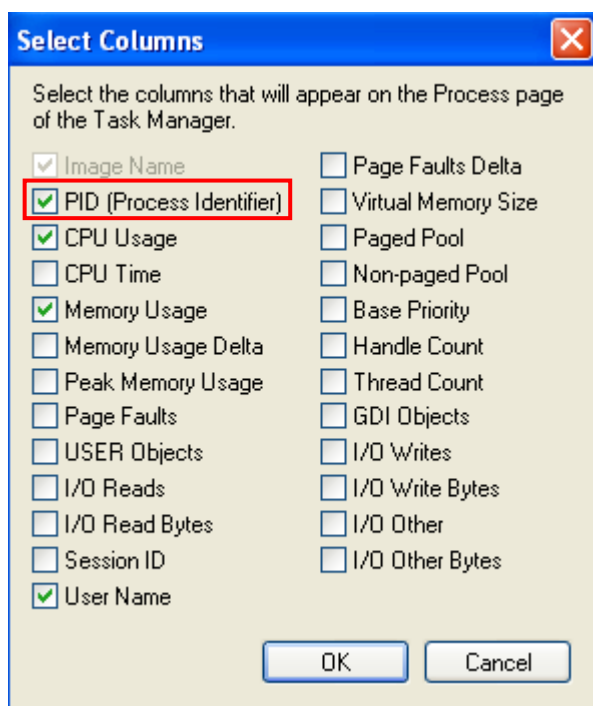 Select Columns
Select the columns that will appear on the Process page
of the Task Manager.
Image Name
PID (Process Identifier)
CPU Usage
CPU Time
Memory Usage
Memory Usage Delta
Peak Memory Usage
Page Faults
USER Objects
I/O Reads
I/O Read Bytes
Session ID
User Name
Page Faults Delta
Virtual Memory Size
Paged Pool
Non-paged Pool
Base Priority
Handle Count
Thread Count
GDI Objects
I/O Writes
I/O Write Bytes
I/O Other
I/O Other Bytes
OK
Cancel